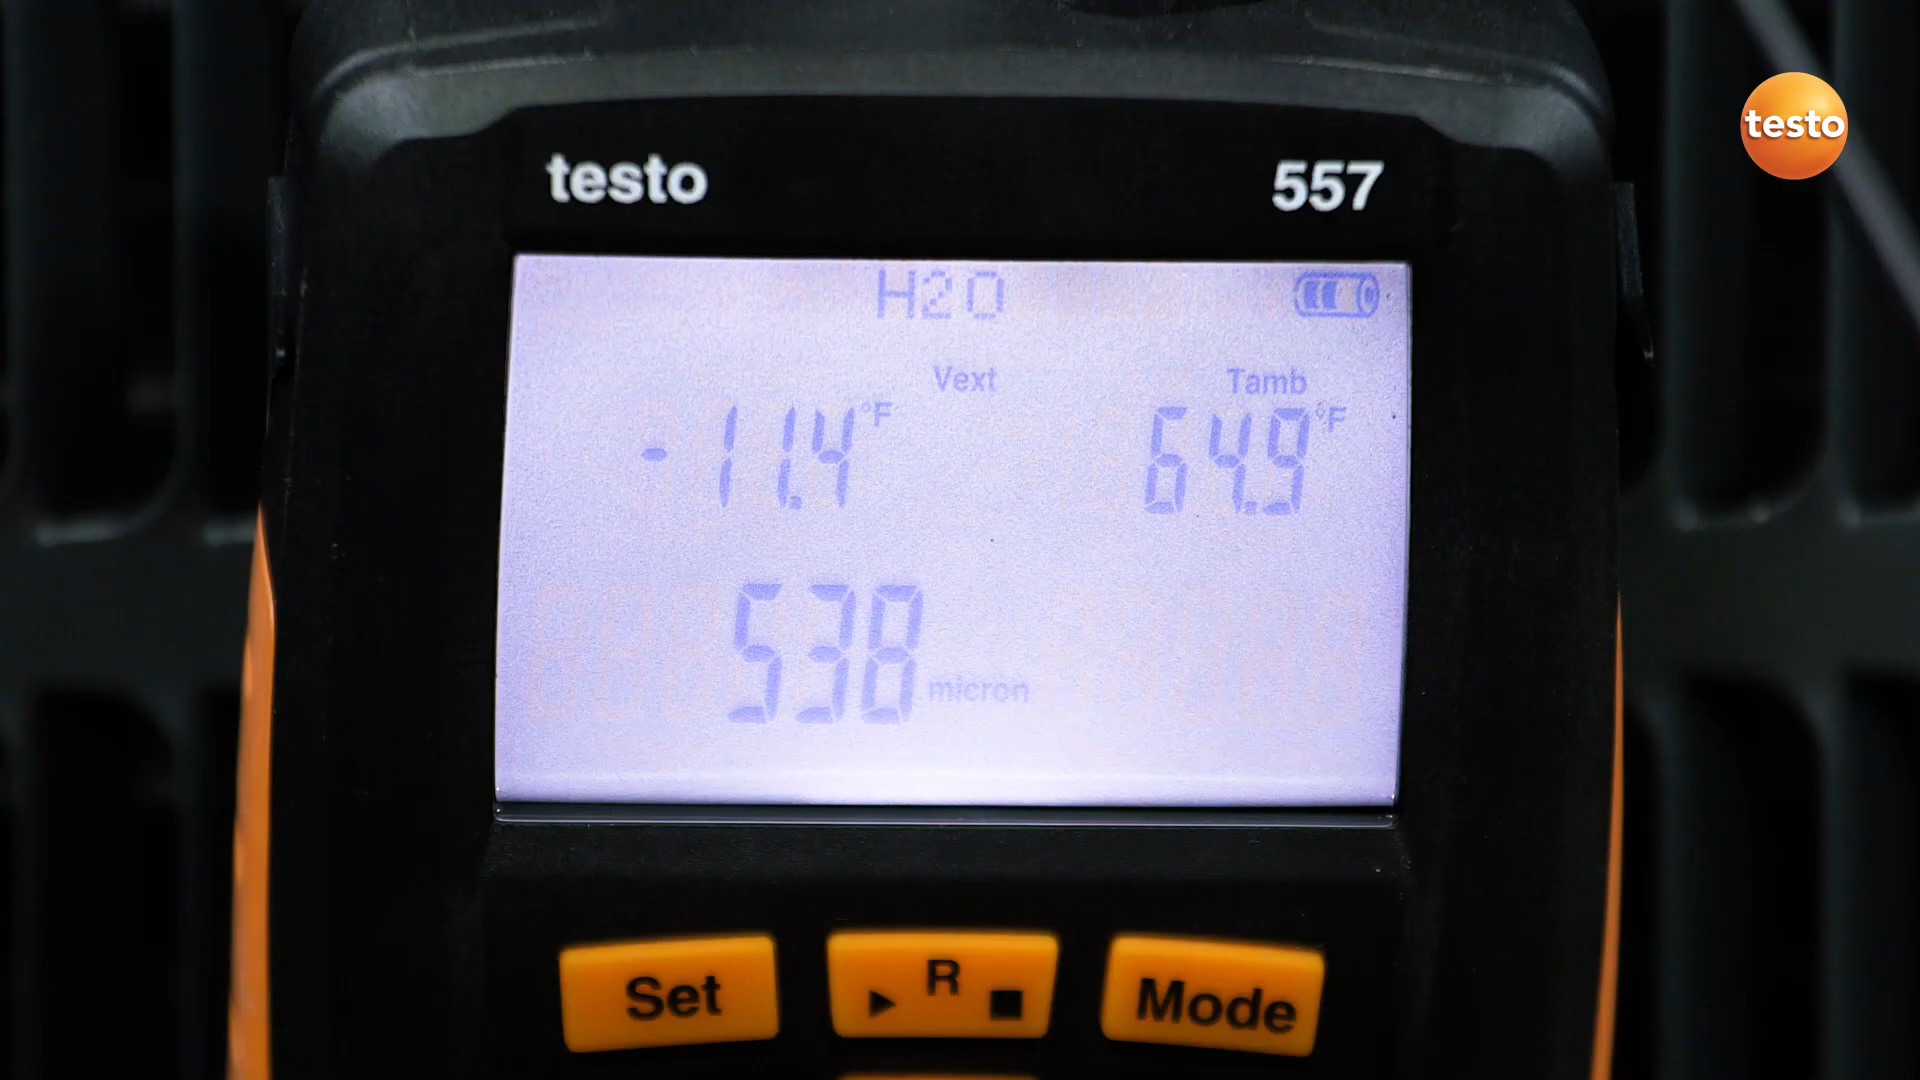 testo
testo 557
H2O
Vext Tamb
-11.4 °F 64.9 °F
538 micron
Set R Mode